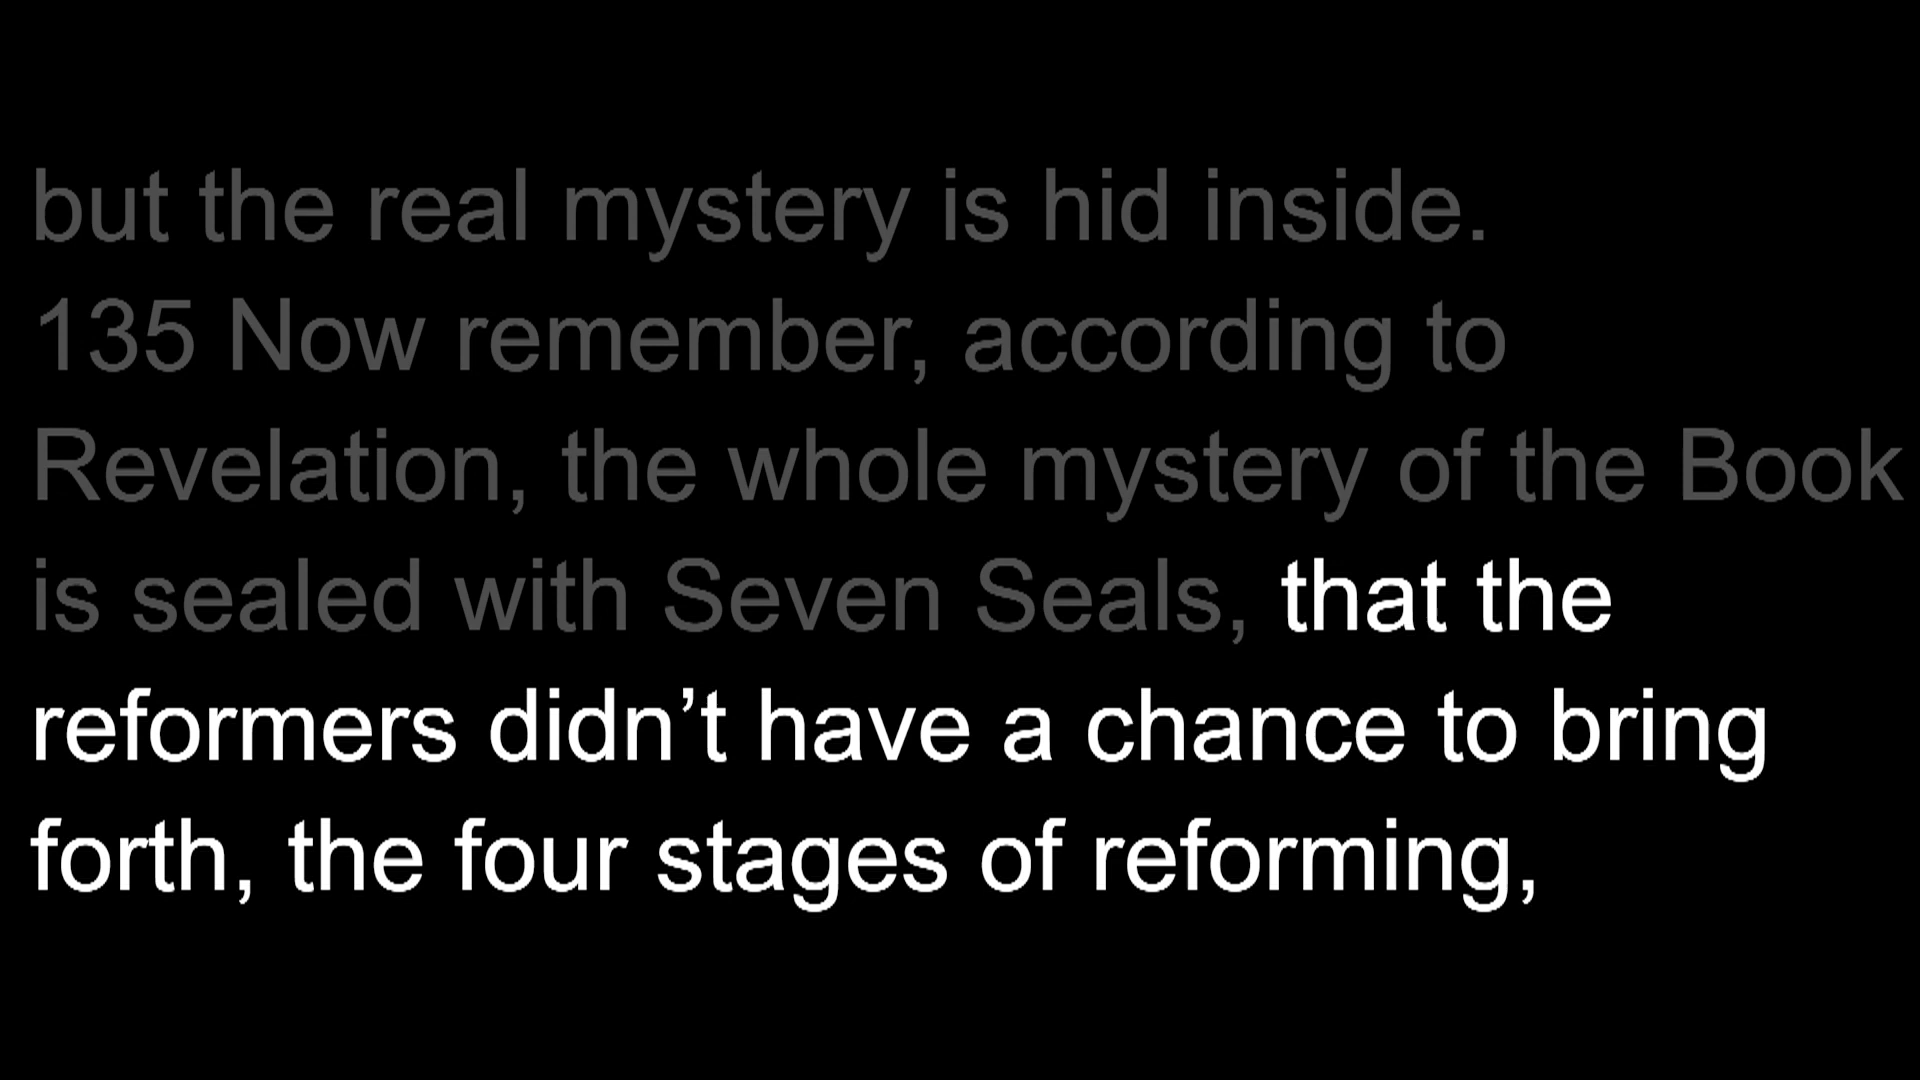 but the real mystery is hid inside.
135 Now remember, according to
Revelation, the whole mystery of the Book
is sealed with Seven Seals, that the
reformers didn’t have a chance to bring
forth, the four stages of reforming,